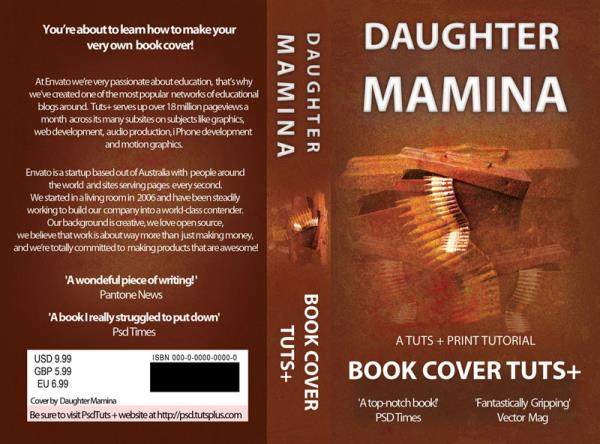 You're about to learn how to make your
very own book cover!
At Envato we're very passionate about education, that's why
we've created one of the most popular networks of educational
blogs around. Tuts+ serves up over 18 million pageviews a
month across its many subsites on subjects like graphics,
web development, audio production, iPhone development
and motion graphics.
Envato is a startup based out of Australia with people around
the world and sites serving pages every second.
We started in a living room in 2006 and have been steadily
working to build our company into a world-class contender.
Our background is creative, we love open source,
we believe that work is about way more than just making money,
and we're totally committed to making products that are awesome!
'A wondeful piece of writing!'
Pantone News
'A book I really struggled to put down'
Psd Times
USD 9.99
GBP 5.99
EU 6.99
ISBN 000-0-0000-0000-0
Cover by Daughter Mamina
Be sure to visit PsdTuts + website at http://psd.tutsplus.com
DAUGHTER
MAMINA
BOOK COVER
TUTS+
DAUGHTER
MAMINA
A TUTS + PRINT TUTORIAL
BOOK COVER TUTS+
'A top-notch book!'
PSD Times
'Fantastically Gripping'
Vector Mag